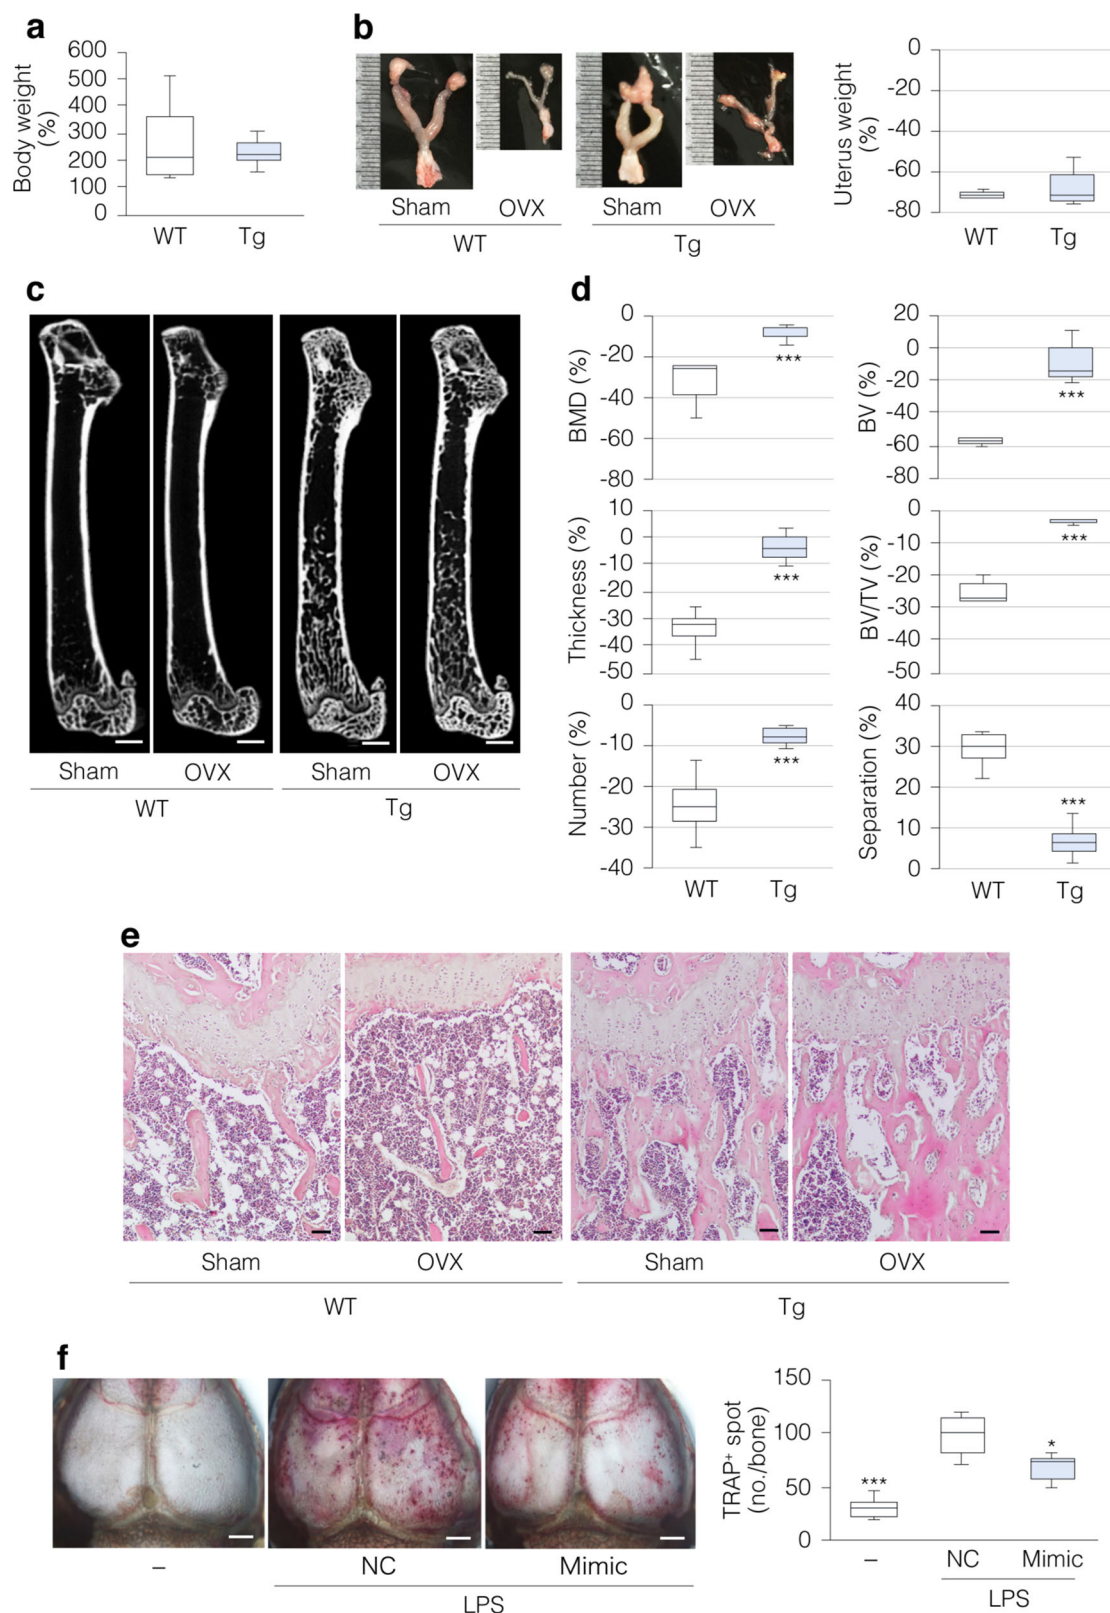 a
Body weight
(%)
600
500
400
300
200
100
0
WT
Tg
b
Sham
OVX
Sham
OVX
WT
Tg
Uterus weight
(%)
0
-20
-40
-60
-80
WT
Tg
c
Sham
OVX
Sham
OVX
WT
Tg
d
BMD (%)
0
-20
-40
-60
-80
***
BV (%)
20
0
-20
-40
-60
-80
***
Thickness (%)
10
0
-10
-20
-30
-40
-50
***
BV/TV (%)
0
-10
-20
-30
-40
-50
***
Number (%)
0
-10
-20
-30
-40
***
WT
Tg
Separation (%)
40
30
20
10
0
***
WT
Tg
e
Sham
OVX
Sham
OVX
WT
Tg
f
–
NC
Mimic
LPS
TRAP+ spot
(no./bone)
150
100
50
0
***
*
–
NC
Mimic
LPS